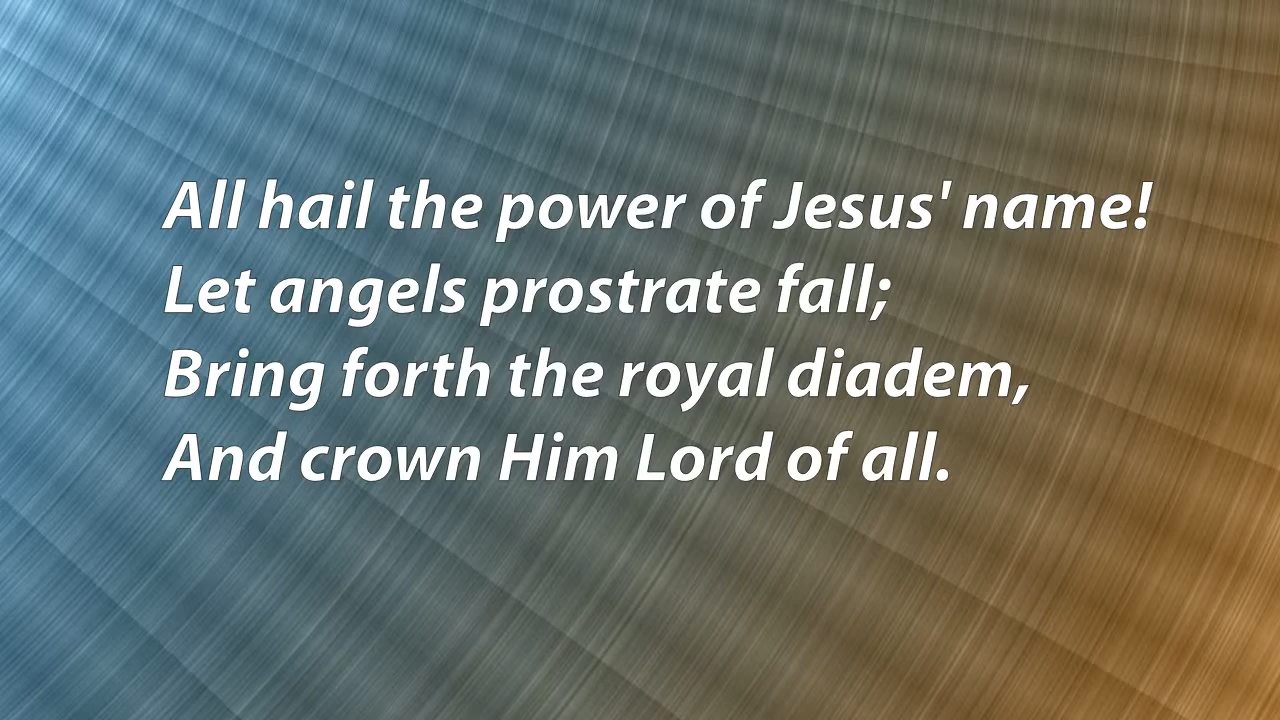 All hail the power of Jesus' name!
Let angels prostrate fall;
Bring forth the royal diadem,
And crown Him Lord of all.